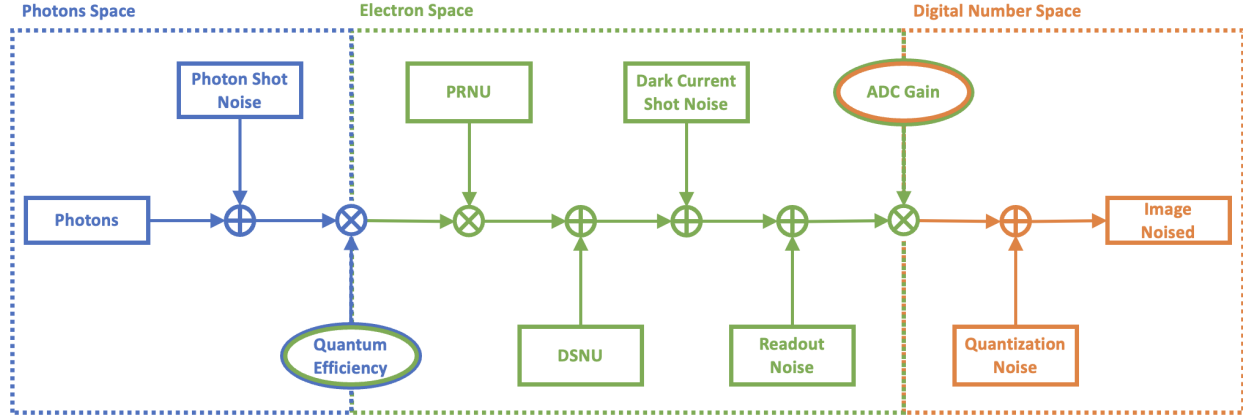 Photons Space
Electron Space
Digital Number Space
Photon Shot
Noise
PRNU
Dark Current
Shot Noise
ADC Gain
Photons
Image
Noised
Quantum
Efficiency
DSNU
Readout
Noise
Quantization
Noise